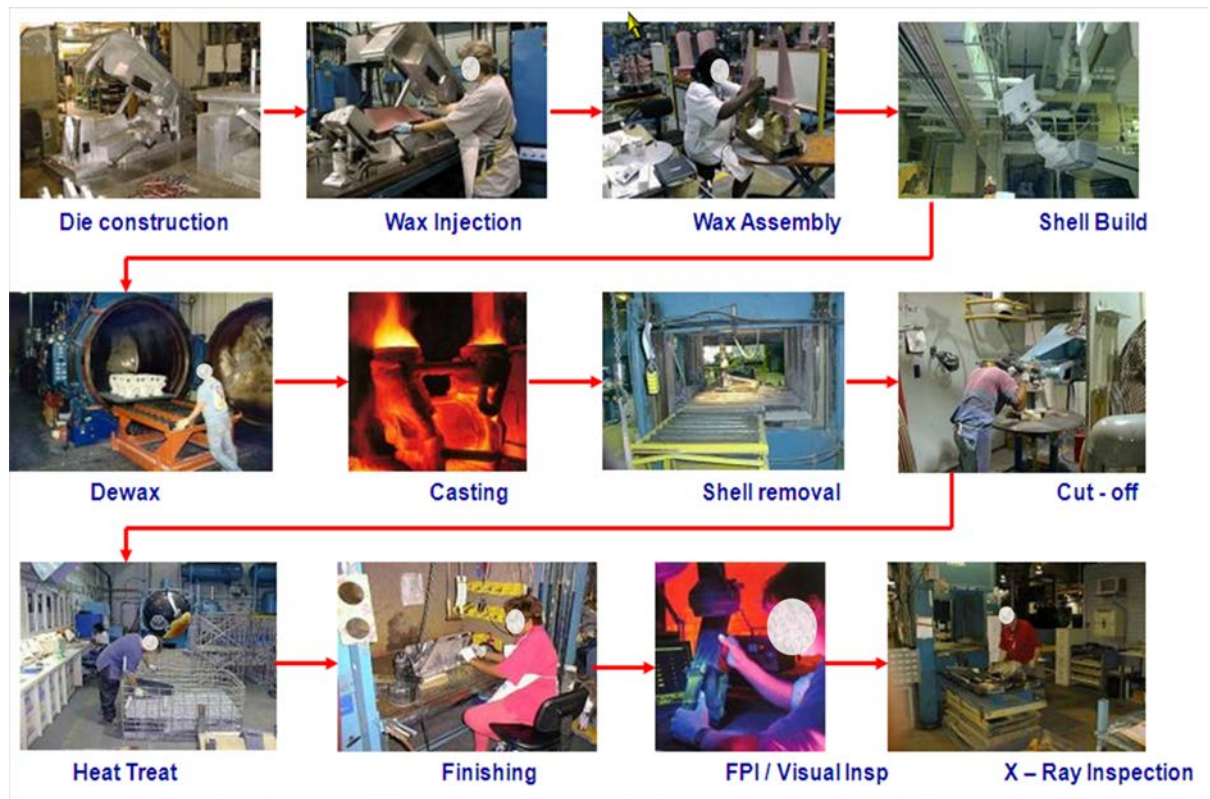 Die construction
Wax Injection
Wax Assembly
Shell Build
Dewax
Casting
Shell removal
Cut - off
Heat Treat
Finishing
FPI / Visual Insp
X – Ray Inspection